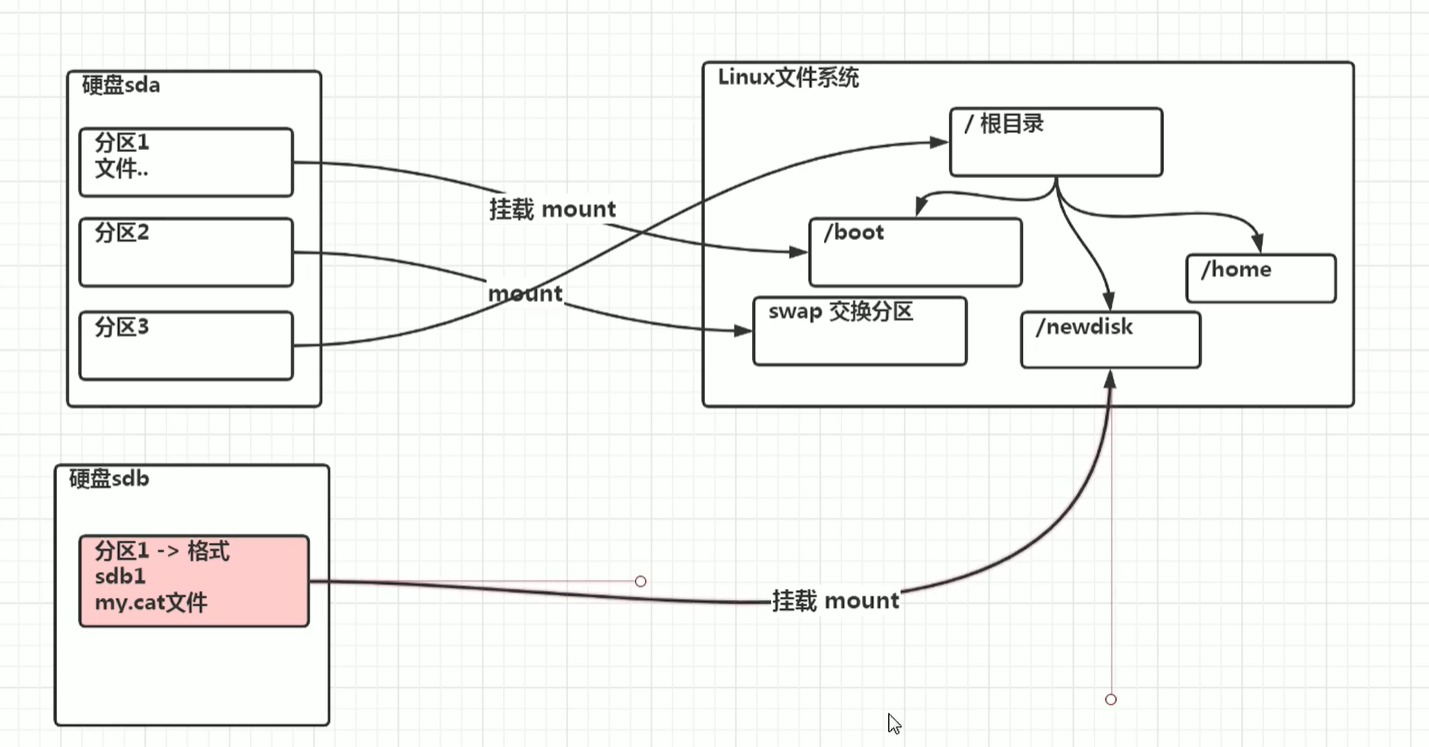 硬盘sda
分区1
文件..
分区2
分区3
挂载 mount
mount
Linux文件系统
/ 根目录
/boot
/home
swap 交换分区
/newdisk
硬盘sdb
分区1 -> 格式
sdb1
my.cat文件
挂载 mount